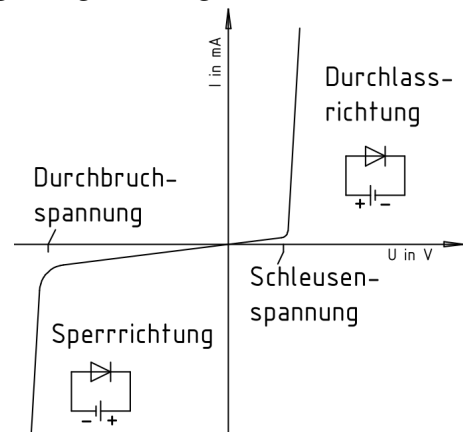 I in mA
Durchlass-
richtung
+ -
Durchbruch-
spannung
U in V
Schleusen-
spannung
Sperrrichtung
- +